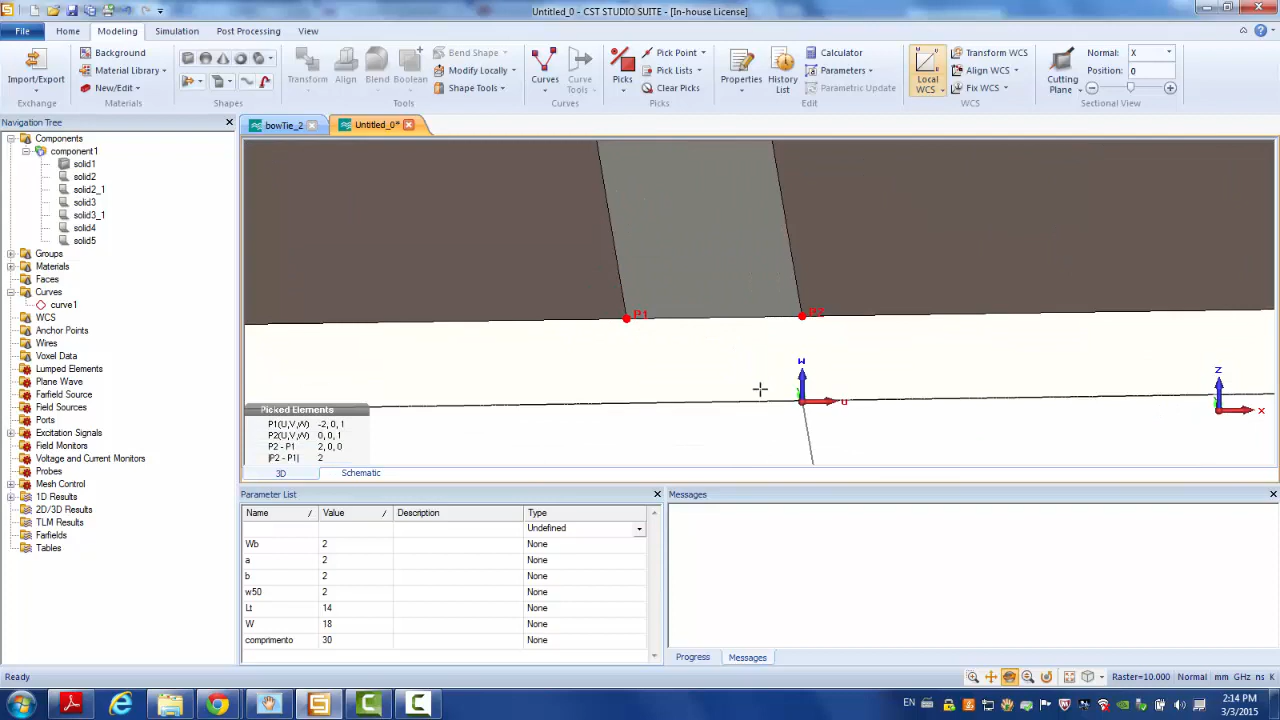 Untitled_0 - CST STUDIO SUITE - [In-house License]
File Home Modeling Simulation Post Processing View
Import/Export
Exchange
Background
Material Library
New/Edit
Materials
Shapes
Transform
Align
Blend
Boolean
Bend Shape
Modify Locally
Shape Tools
Tools
Curves
Curve Tools
Curves
Picks
Pick Point
Pick Lists
Clear Picks
Picks
Properties
History List
Calculator
Parameters
Parametric Update
Edit
Local WCS
Transform WCS
Align WCS
Fix WCS
WCS
Cutting Plane
Normal: X
Position: 0
Sectional View
Navigation Tree
Components
component1
solid1
solid2
solid2_1
solid3
solid3_1
solid4
solid5
Groups
Materials
Faces
Curves
curve1
WCS
Anchor Points
Wires
Voxel Data
Lumped Elements
Plane Wave
Farfield Source
Field Sources
Ports
Excitation Signals
Field Monitors
Voltage and Current Monitors
Probes
Mesh Control
1D Results
2D/3D Results
TLM Results
Farfields
Tables
bowTie_2
Untitled_0*
P1
P2
w
u
z
x
Picked Elements
P1(U,V,W) -2, 0, 1
P2(U,V,W) 0, 0, 1
P2 - P1 2, 0, 0
|P2 - P1| 2
3D Schematic
Parameter List
Name / Value / Description Type
Undefined
Wb 2 None
a 2 None
b 2 None
w50 2 None
Lt 14 None
W 18 None
comprimento 30 None
Messages
Progress Messages
Ready
Raster=10.000 Normal mm GHz ns K
EN
2:14 PM
3/3/2015